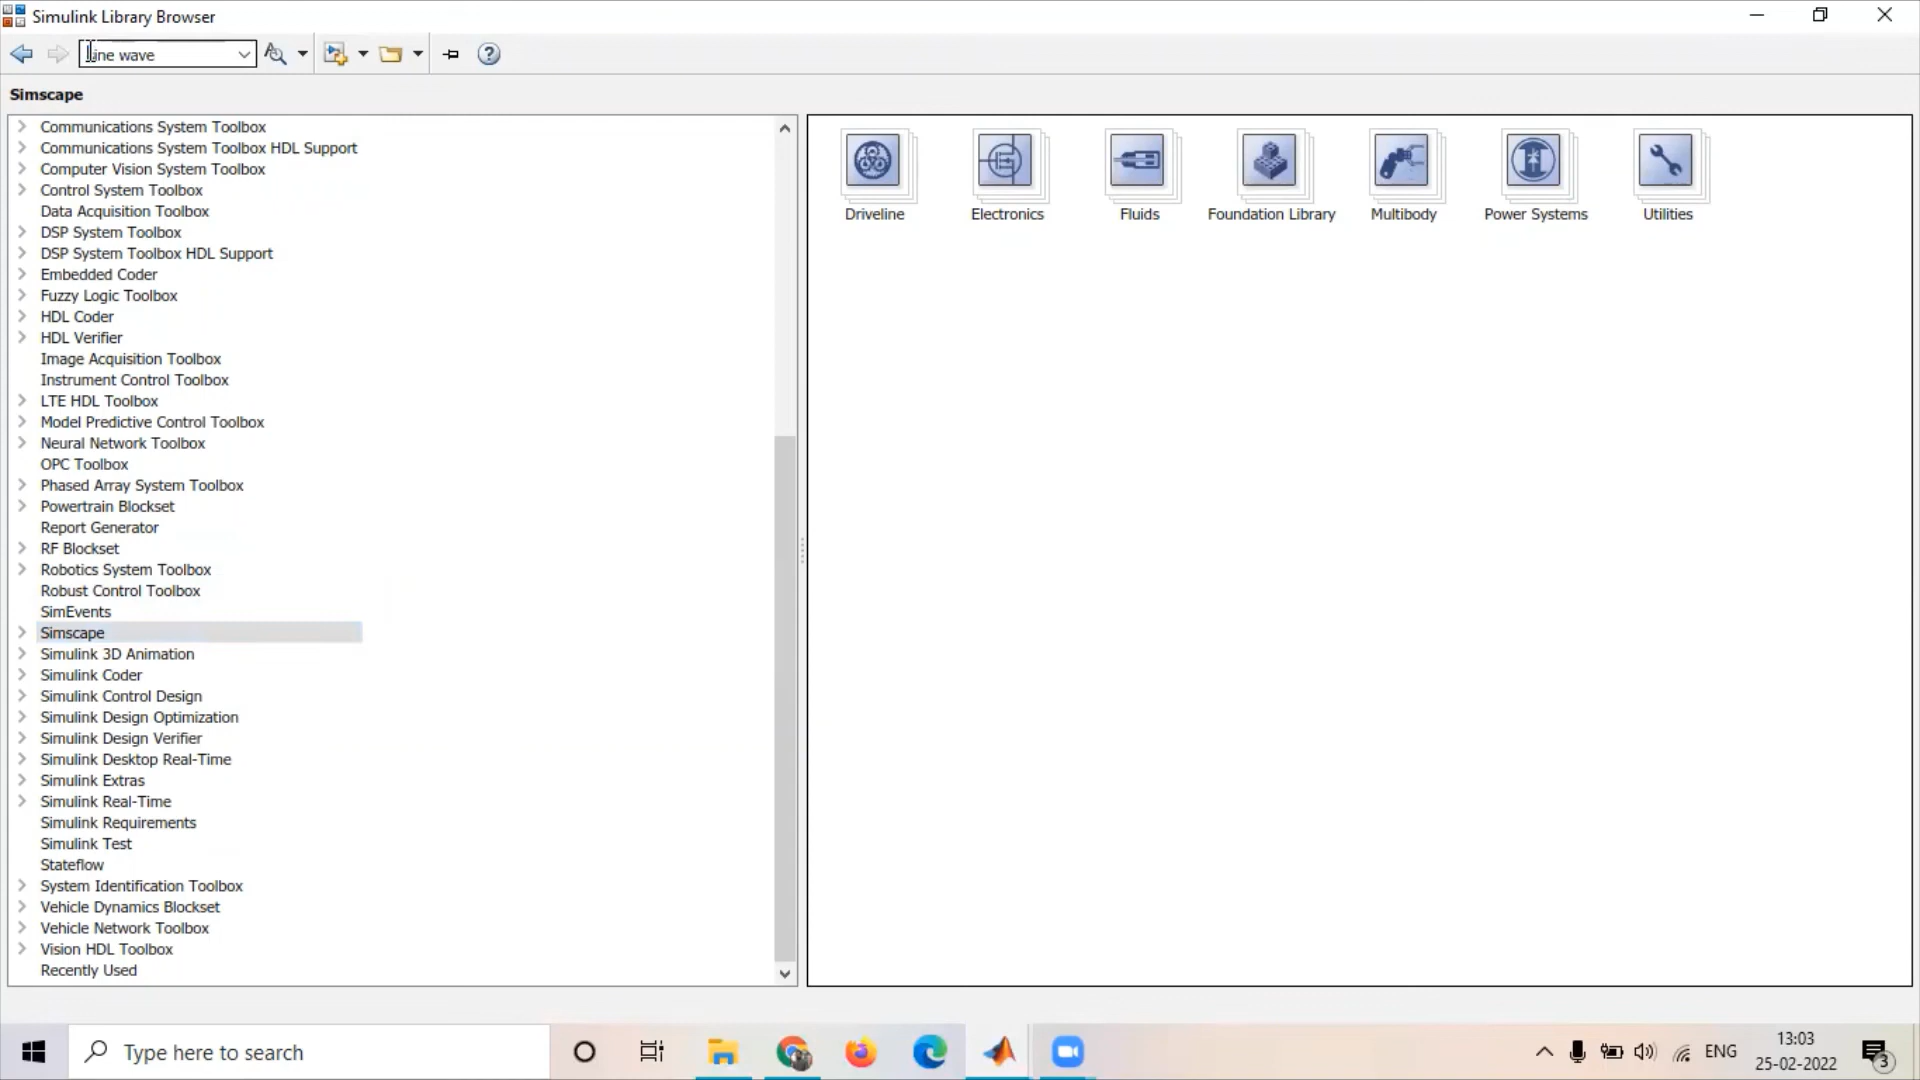 Simulink Library Browser
ine wave
Simscape
Communications System Toolbox
Communications System Toolbox HDL Support
Computer Vision System Toolbox
Control System Toolbox
Data Acquisition Toolbox
DSP System Toolbox
DSP System Toolbox HDL Support
Embedded Coder
Fuzzy Logic Toolbox
HDL Coder
HDL Verifier
Image Acquisition Toolbox
Instrument Control Toolbox
LTE HDL Toolbox
Model Predictive Control Toolbox
Neural Network Toolbox
OPC Toolbox
Phased Array System Toolbox
Powertrain Blockset
Report Generator
RF Blockset
Robotics System Toolbox
Robust Control Toolbox
SimEvents
Simscape
Simulink 3D Animation
Simulink Coder
Simulink Control Design
Simulink Design Optimization
Simulink Design Verifier
Simulink Desktop Real-Time
Simulink Extras
Simulink Real-Time
Simulink Requirements
Simulink Test
Stateflow
System Identification Toolbox
Vehicle Dynamics Blockset
Vehicle Network Toolbox
Vision HDL Toolbox
Recently Used
Driveline Electronics Fluids Foundation Library Multibody Power Systems Utilities
Type here to search
ENG
13:03
25-02-2022
3